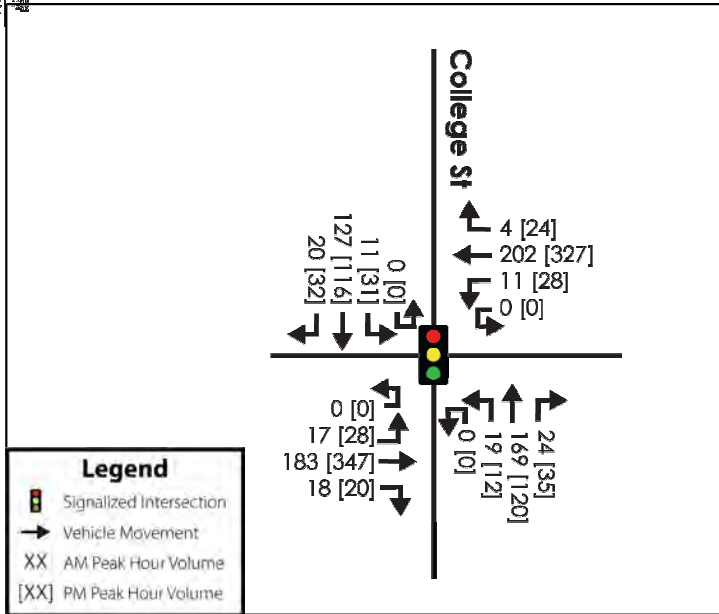 College St
4 [24]
202 [327]
11 [28]
0 [0]
20 [32]
127 [116]
11 [31]
0 [0]
0 [0]
17 [28]
183 [347]
18 [20]
0 [0]
19 [12]
169 [120]
24 [35]
Legend
Signalized Intersection
Vehicle Movement
XX AM Peak Hour Volume
[XX] PM Peak Hour Volume